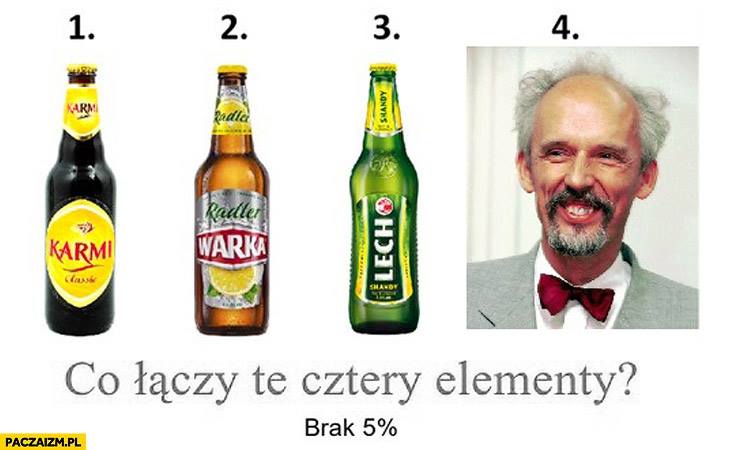 1. 2. 3. 4.
KARMI
KARMI
Classic
Radler
Radler
WARKA
SHANDY
LECH
SHANDY
Co łączy te cztery elementy?
Brak 5%
PACZAIZM.PL